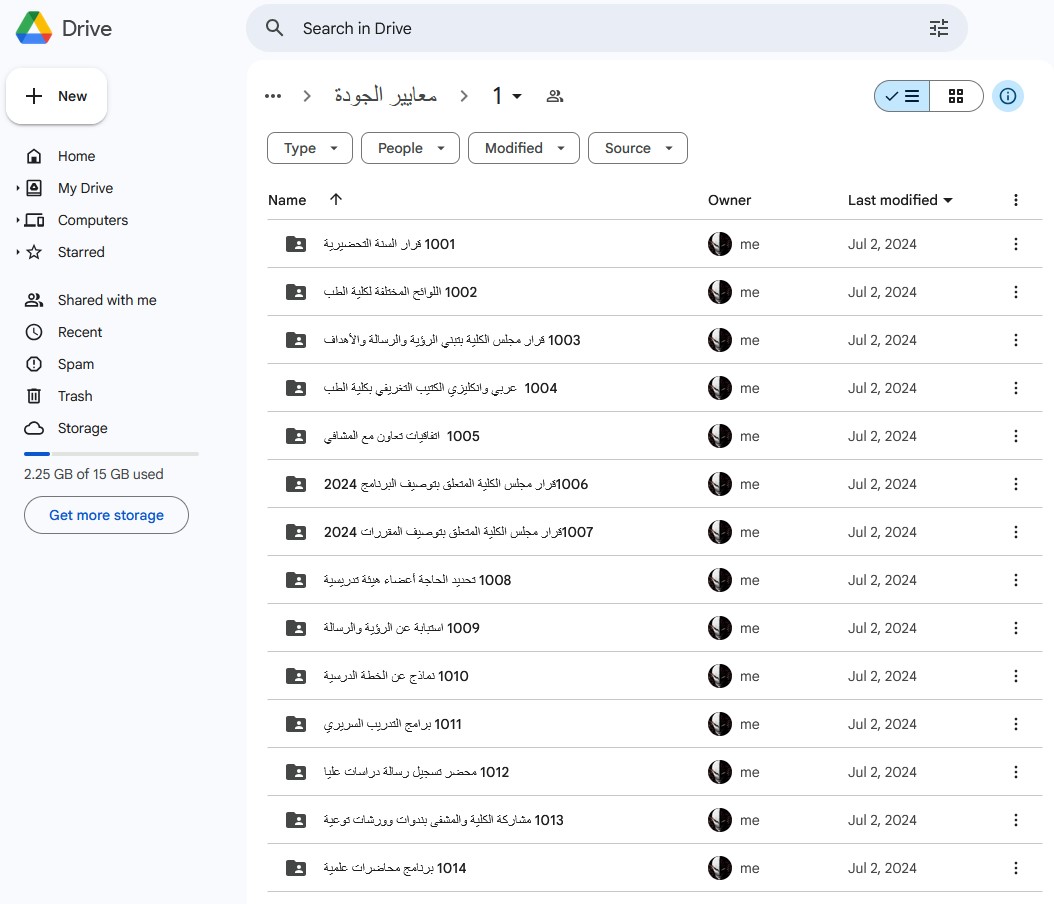 Drive
Search in Drive
New
Home
My Drive
Computers
Starred
Shared with me
Recent
Spam
Trash
Storage
2.25 GB of 15 GB used
Get more storage
... > معايير الجودة > 1
Type People Modified Source
Name Owner Last modified
1001 قرار السنة التحضيرية me Jul 2, 2024
1002 اللوائح المختلفة لكلية الطب me Jul 2, 2024
1003 قرار مجلس الكلية بتبني الرؤية والرسالة والأهداف me Jul 2, 2024
1004 عربي وانكليزي الكتيب التغريفي بكلية الطب me Jul 2, 2024
1005 اتفاقيات تعاون مع المشافي me Jul 2, 2024
1006قرار مجلس الكلية المتعلق بتوصيف البرنامج 2024 me Jul 2, 2024
1007قرار مجلس الكلية المتعلق بتوصيف المقررات 2024 me Jul 2, 2024
1008 تحديد الحاجة أعضاء هيئة تدريسية me Jul 2, 2024
1009 استبابة عن الرؤية والرسالة me Jul 2, 2024
1010 نماذج عن الخطة الدرسية me Jul 2, 2024
1011 برامج التدريب السريري me Jul 2, 2024
1012 محضر تسجيل رسالة دراسات عليا me Jul 2, 2024
1013 مشاركة الكلية والمشفى بندوات وورشات توعية me Jul 2, 2024
1014 برنامج محاضرات علمية me Jul 2, 2024